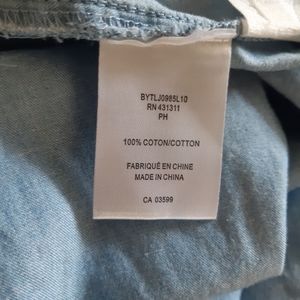 BYTLJ0985L10
RN 431311
PH
100% COTON/COTTON
FABRIQUÉ EN CHINE
MADE IN CHINA
CA 03599